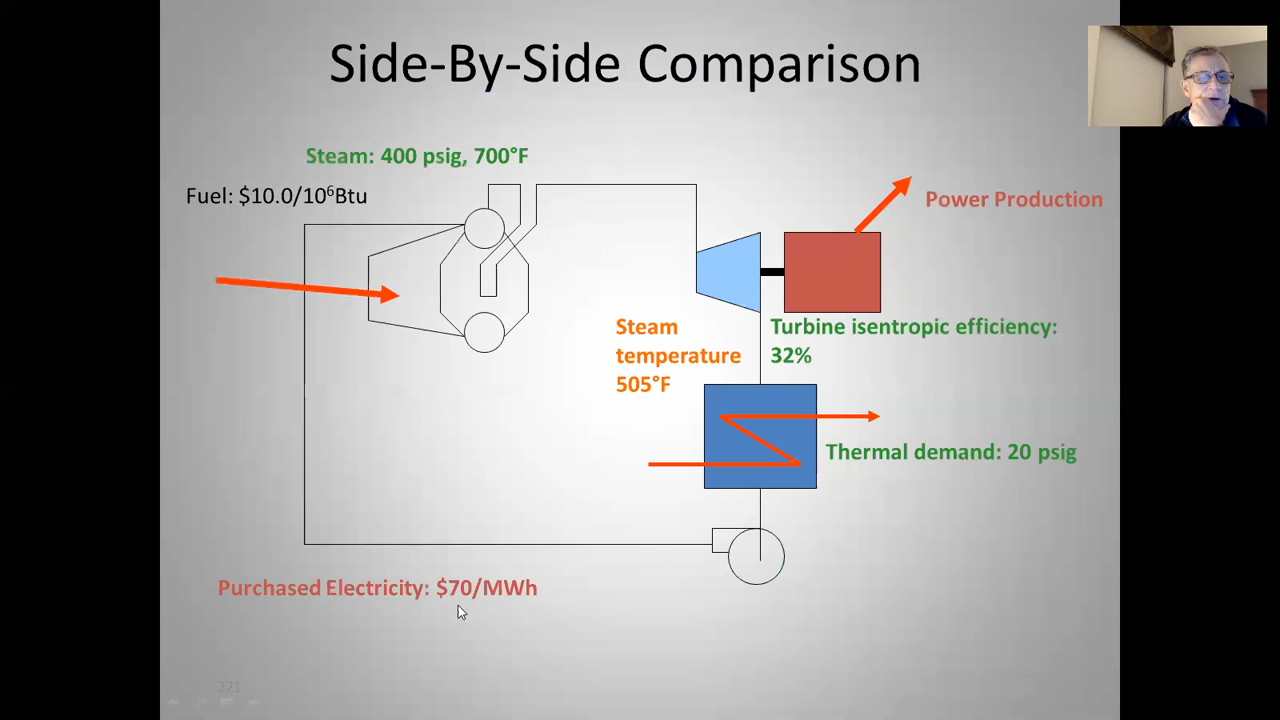 Side-By-Side Comparison
Steam: 400 psig, 700°F
Fuel: $10.0/10⁶Btu
Power Production
Steam
temperature
505°F
Turbine isentropic efficiency:
32%
Thermal demand: 20 psig
Purchased Electricity: $70/MWh
221